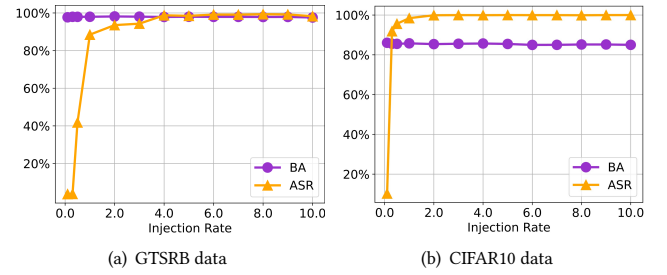 100%
80%
60%
40%
20%
BA
ASR
0.0 2.0 4.0 6.0 8.0 10.0
Injection Rate
(a) GTSRB data
100%
80%
60%
40%
20%
BA
ASR
0.0 2.0 4.0 6.0 8.0 10.0
Injection Rate
(b) CIFAR10 data